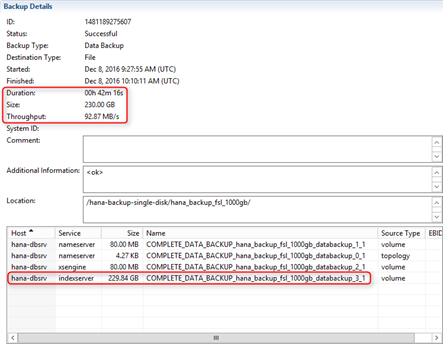 Backup Details
ID: 1481189275607
Status: Successful
Backup Type: Data Backup
Destination Type: File
Started: Dec 8, 2016 9:27:55 AM (UTC)
Finished: Dec 8, 2016 10:10:11 AM (UTC)
Duration: 00h 42m 16s
Size: 230.00 GB
Throughput: 92.87 MB/s
System ID:
Comment:
Additional Information: <ok>
Location: /hana-backup-single-disk/hana_backup_fsl_1000gb/
Host Service Size Name Source Type EBID
hana-dbsrv nameserver 80.00 MB COMPLETE_DATA_BACKUP_hana_backup_fsl_1000gb_databackup_1_1 volume
hana-dbsrv nameserver 4.27 KB COMPLETE_DATA_BACKUP_hana_backup_fsl_1000gb_databackup_0_1 topology
hana-dbsrv xsengine 80.00 MB COMPLETE_DATA_BACKUP_hana_backup_fsl_1000gb_databackup_2_1 volume
hana-dbsrv indexserver 229.84 GB COMPLETE_DATA_BACKUP_hana_backup_fsl_1000gb_databackup_3_1 volume